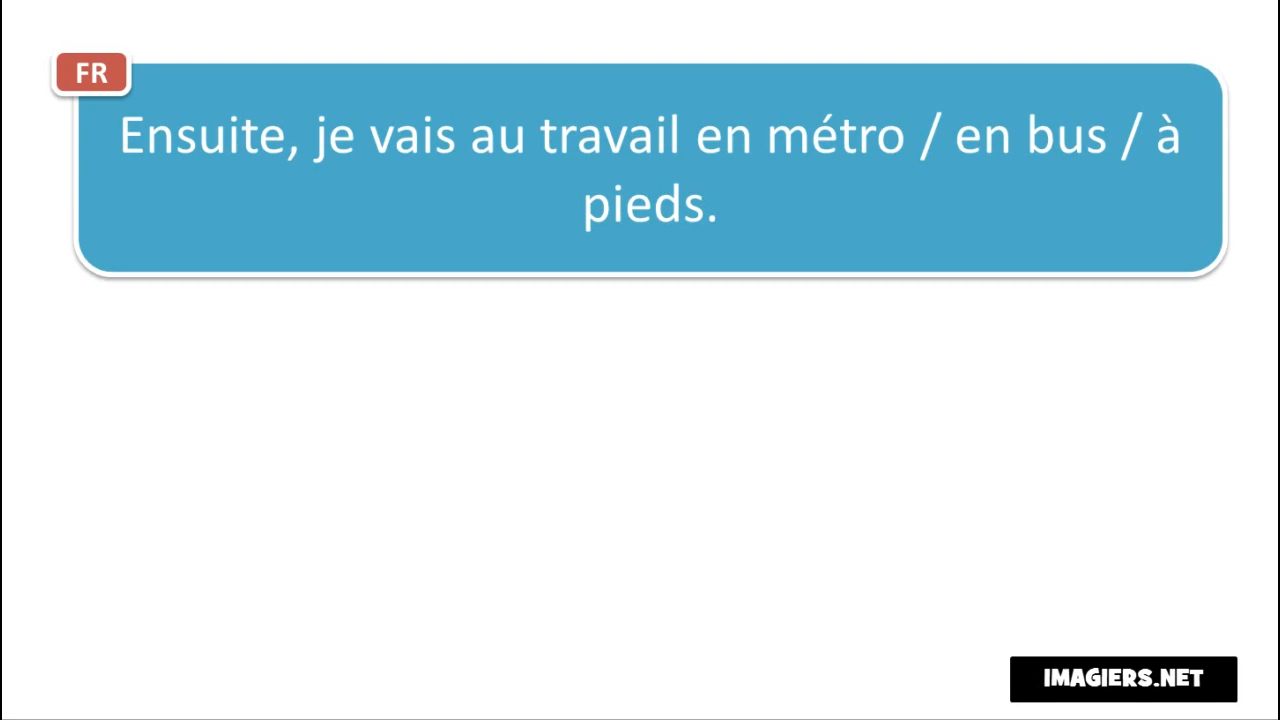 FR
Ensuite, je vais au travail en métro / en bus / à
pieds.
IMAGIERS.NET